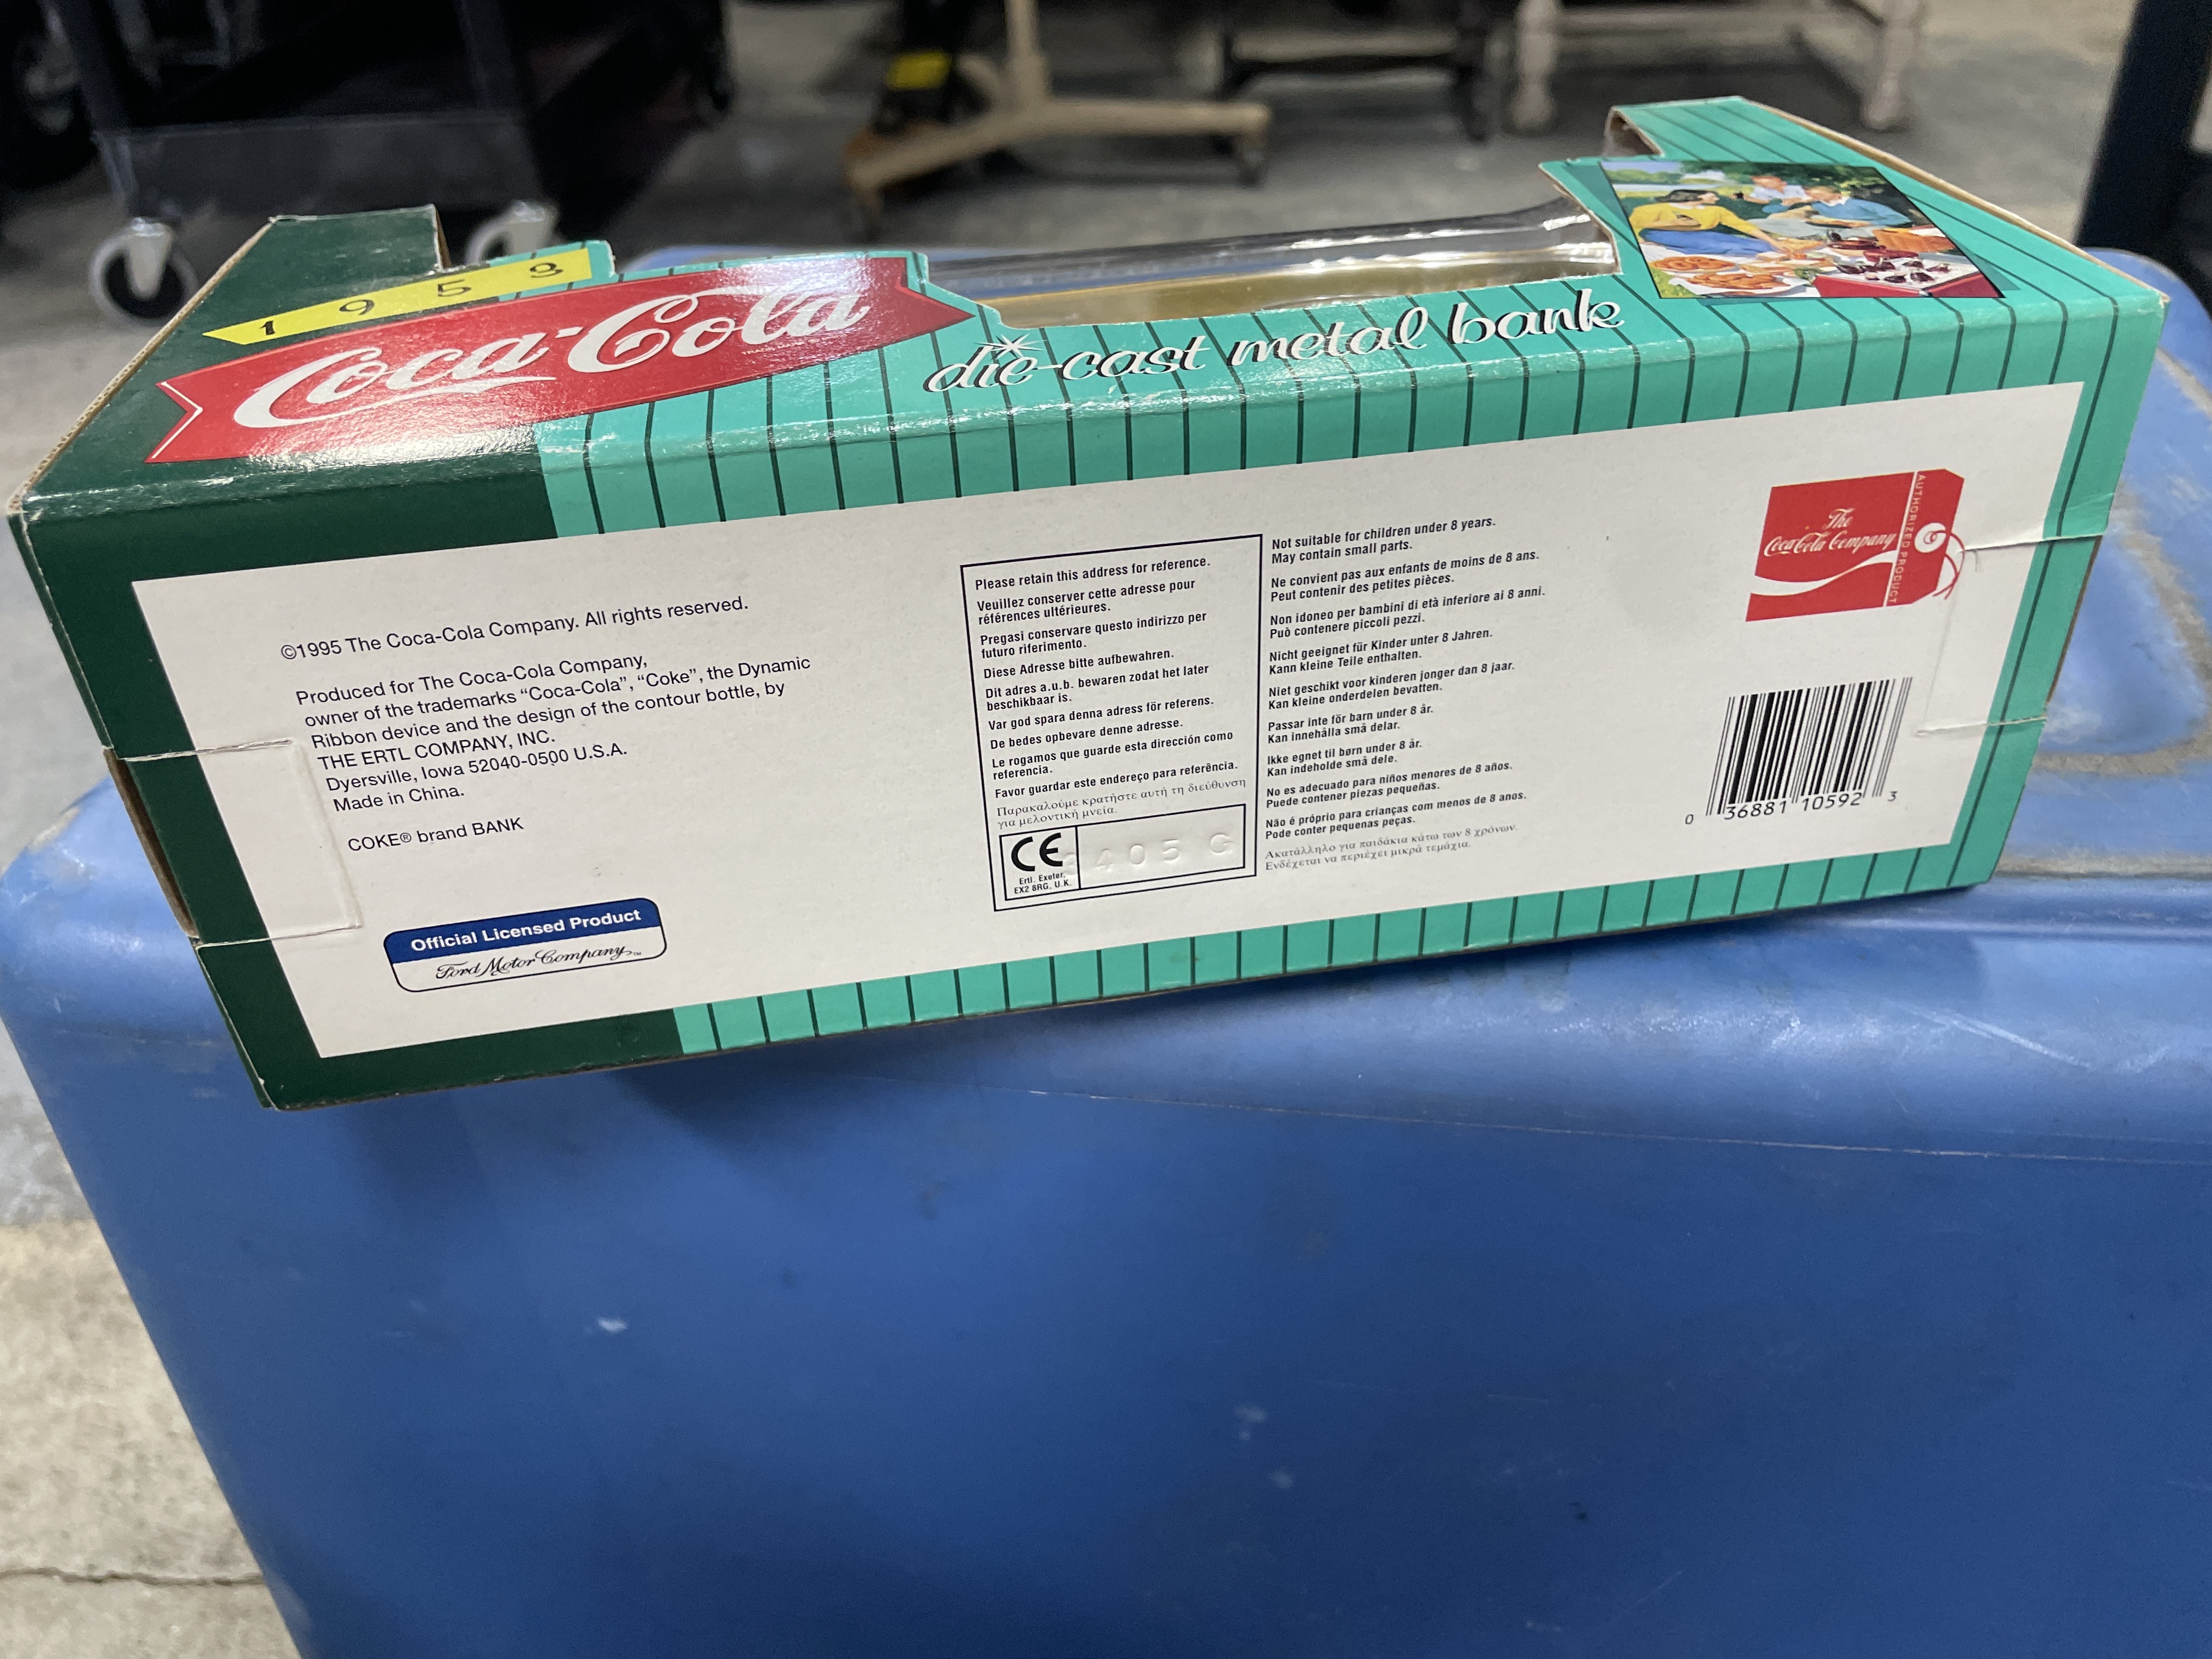 1959
Coca-Cola
TRADE-MARK
die-cast metal bank
©1995 The Coca-Cola Company. All rights reserved.
Produced for The Coca-Cola Company,
owner of the trademarks “Coca-Cola”, “Coke”, the Dynamic
Ribbon device and the design of the contour bottle, by
THE ERTL COMPANY, INC.
Dyersville, Iowa 52040-0500 U.S.A.
Made in China.
COKE® brand BANK
Official Licensed Product
Ford Motor Company™
Please retain this address for reference.
Veuillez conserver cette adresse pour
références ultérieures.
Pregasi conservare questo indirizzo per
futuro riferimento.
Diese Adresse bitte aufbewahren.
Dit adres a.u.b. bewaren zodat het later
beschikbaar is.
Var god spara denna adress för referens.
De bedes opbevare denne adresse.
Le rogamos que guarde esta dirección como
referencia.
Favor guardar este endereço para referência.
Παρακαλούμε κρατήστε αυτή τη διεύθυνση
για μελοντική μνεία.
CE
Ertl. Exeter.
EX2 8RG. U.K.
405 G
Not suitable for children under 8 years.
May contain small parts.
Ne convient pas aux enfants de moins de 8 ans.
Peut contenir des petites pièces.
Non idoneo per bambini di età inferiore ai 8 anni.
Può contenere piccoli pezzi.
Nicht geeignet für Kinder unter 8 Jahren.
Kann kleine Teile enthalten.
Niet geschikt voor kinderen jonger dan 8 jaar.
Kan kleine onderdelen bevatten.
Passar inte för barn under 8 år.
Kan innehålla små delar.
Ikke egnet til børn under 8 år.
Kan indeholde små dele.
No es adecuado para niños menores de 8 años.
Puede contener piezas pequeñas.
Não é próprio para crianças com menos de 8 anos.
Pode conter pequenas peças.
Ακατάλληλο για παιδάκια κάτω των 8 χρόνων.
Ενδέχεται να περιέχει μικρά τεμάχια.
The
Coca-Cola Company
AUTHORIZED PRODUCT
0 36881 10592 3